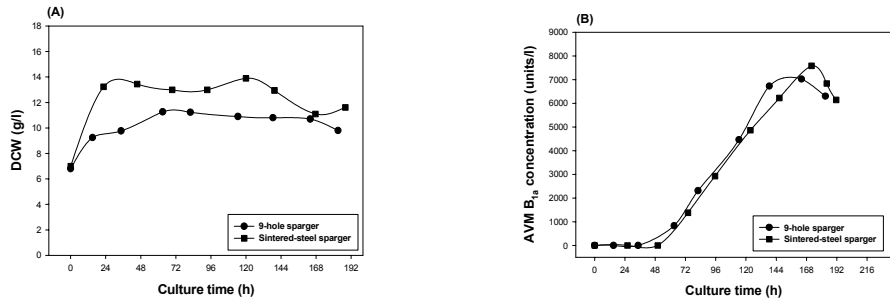 (A)
18
16
14
12
10
8
6
4
2
0
DCW (g/l)
0 24 48 72 96 120 144 168 192
Culture time (h)
9-hole sparger
Sintered-steel sparger
(B)
9000
8000
7000
6000
5000
4000
3000
2000
1000
0
AVM B1a concentration (units/l)
0 24 48 72 96 120 144 168 192 216
Culture time (h)
9-hole sparger
Sintered-steel sparger